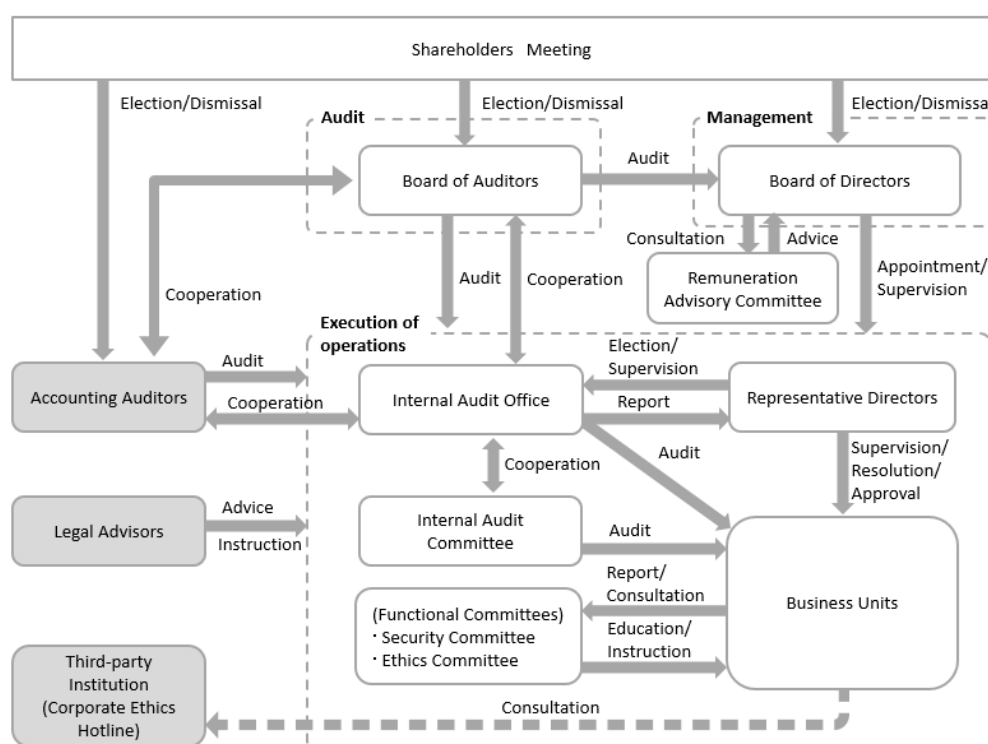 Shareholders Meeting
Election/Dismissal
Election/Dismissal
Election/Dismissal
Audit
Management
Board of Auditors
Audit
Board of Directors
Consultation
Advice
Remuneration
Advisory Committee
Appointment/
Supervision
Cooperation
Audit
Cooperation
Execution of
operations
Accounting Auditors
Audit
Cooperation
Internal Audit Office
Election/
Supervision
Report
Representative Directors
Audit
Supervision/
Resolution/
Approval
Cooperation
Legal Advisors
Advice
Instruction
Internal Audit
Committee
Audit
Business Units
Report/
Consultation
(Functional Committees)
・Security Committee
・Ethics Committee
Education/
Instruction
Third-party
Institution
(Corporate Ethics
Hotline)
Consultation